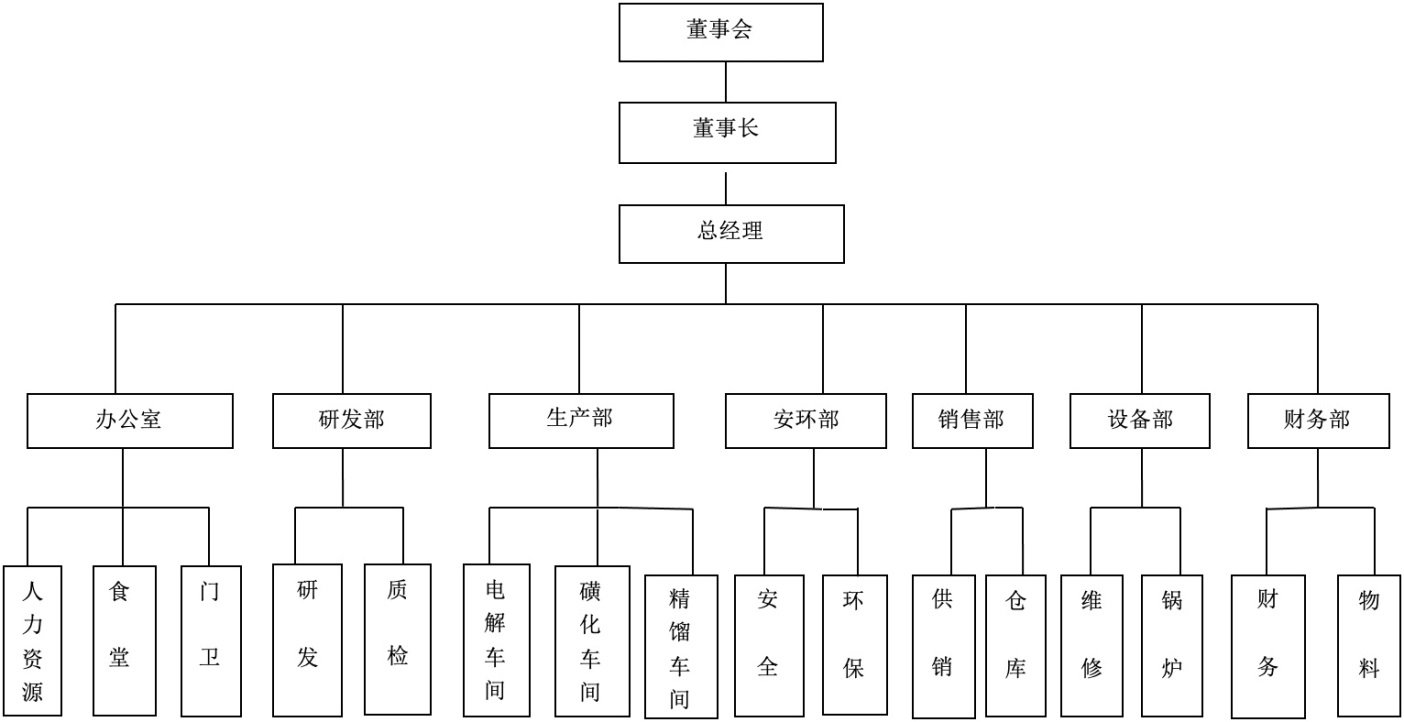 董事会
董事长
总经理
办公室
研发部
生产部
安环部
销售部
设备部
财务部
人力资源
食堂
门卫
研发
质检
电解车间
磺化车间
精馏车间
安全
环保
供销
仓库
维修
锅炉
财务
物料